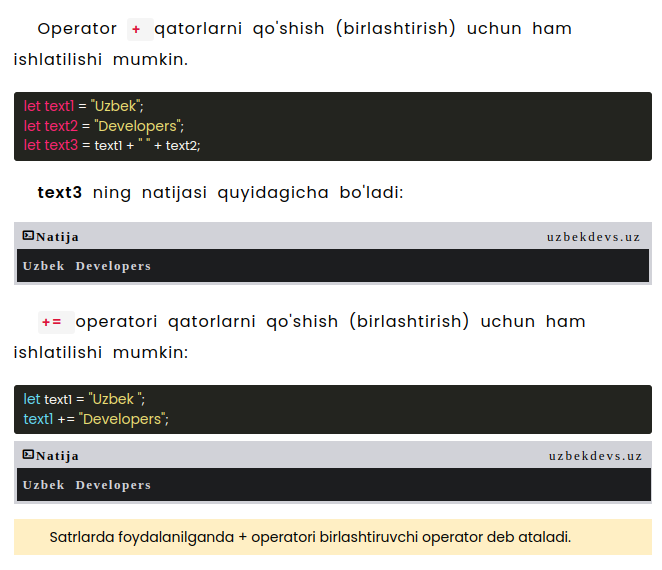 Operator + qatorlarni qo'shish (birlashtirish) uchun ham
ishlatilishi mumkin.
let text1 = "Uzbek";
let text2 = "Developers";
let text3 = text1 + " " + text2;
text3 ning natijasi quyidagicha bo'ladi:
Natija uzbekdevs.uz
Uzbek Developers
+= operatori qatorlarni qo'shish (birlashtirish) uchun ham
ishlatilishi mumkin:
let text1 = "Uzbek ";
text1 += "Developers";
Natija uzbekdevs.uz
Uzbek Developers
Satrlarda foydalanilganda + operatori birlashtiruvchi operator deb ataladi.